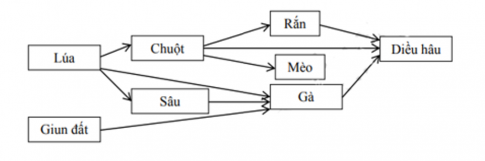 Rắn
Chuột
Diều hâu
Lúa
Mèo
Sâu
Gà
Giun đất